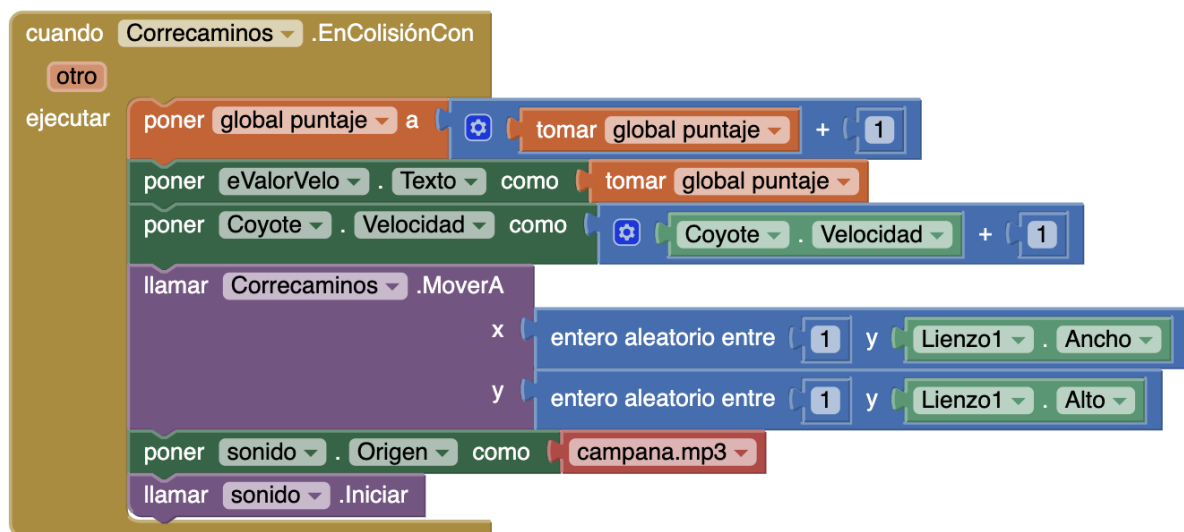 cuando Correcaminos .EnColisiónCon
otro
ejecutar poner global puntaje a tomar global puntaje + 1
poner eValorVelo . Texto como tomar global puntaje
poner Coyote . Velocidad como Coyote . Velocidad + 1
llamar Correcaminos .MoverA
x entero aleatorio entre 1 y Lienzo1 . Ancho
y entero aleatorio entre 1 y Lienzo1 . Alto
poner sonido . Origen como campana.mp3
llamar sonido .Iniciar